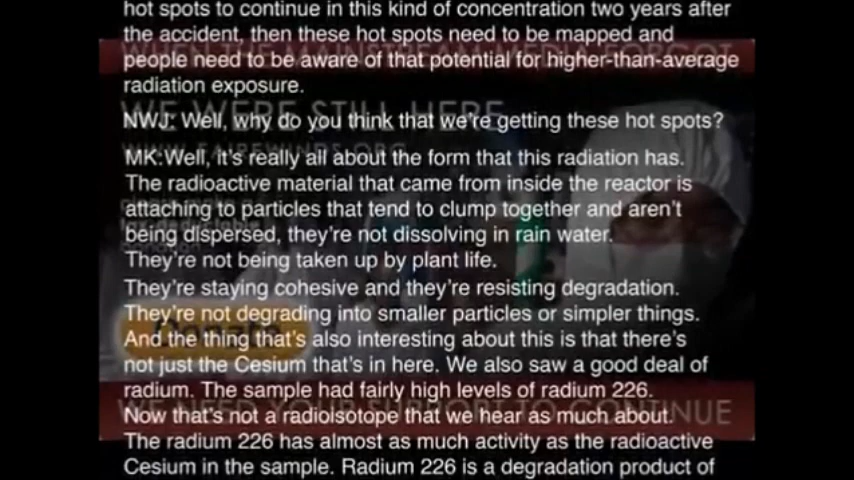 hot spots to continue in this kind of concentration two years after
the accident, then these hot spots need to be mapped and
people need to be aware of that potential for higher-than-average
radiation exposure.
WE WERE STILL HERE
NWJ: Well, why do you think that we're getting these hot spots?
MK:Well, it's really all about the form that this radiation has.
The radioactive material that came from inside the reactor is
attaching to particles that tend to clump together and aren't
being dispersed, they're not dissolving in rain water.
They're not being taken up by plant life.
They're staying cohesive and they're resisting degradation.
They're not degrading into smaller particles or simpler things.
Donate
And the thing that's also interesting about this is that there's
not just the Cesium that's in here. We also saw a good deal of
radium. The sample had fairly high levels of radium 226.
WE NEED YOUR SUPPORT TO CONTINUE
Now that's not a radioisotope that we hear as much about.
The radium 226 has almost as much activity as the radioactive
Cesium in the sample. Radium 226 is a degradation product of